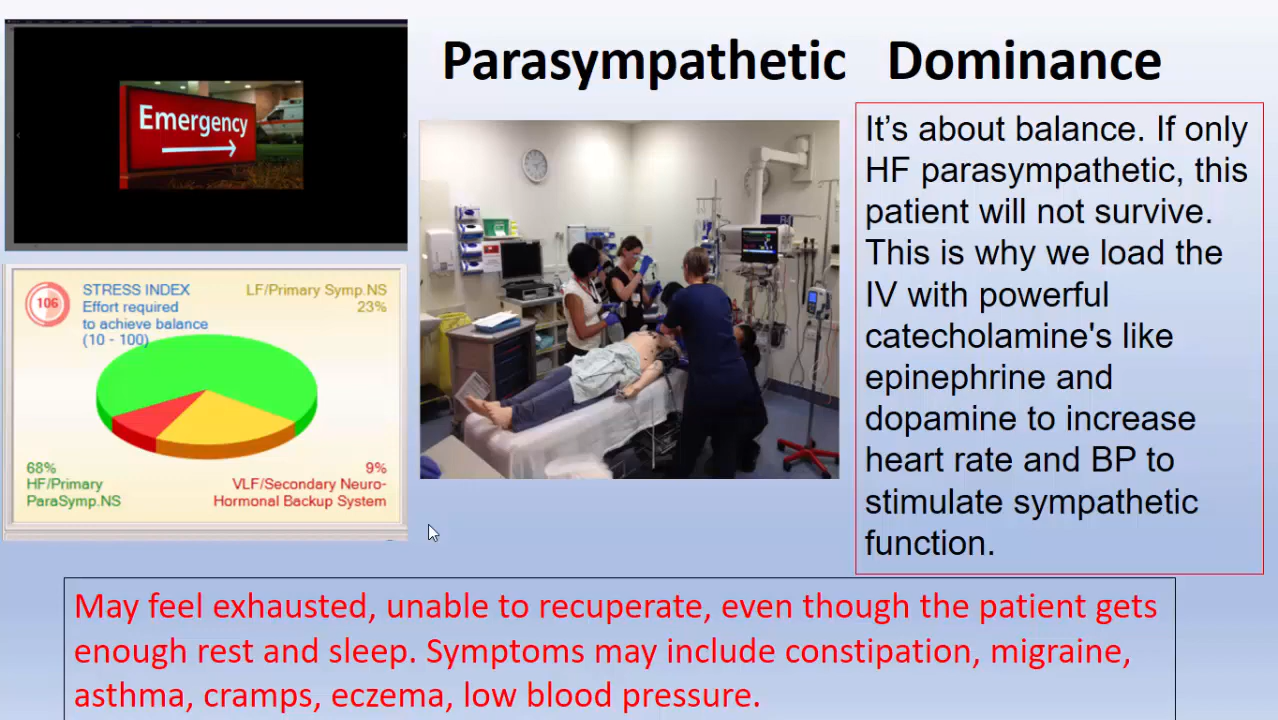 Parasympathetic Dominance
Emergency
It’s about balance. If only
HF parasympathetic, this
patient will not survive.
This is why we load the
IV with powerful
catecholamine's like
epinephrine and
dopamine to increase
heart rate and BP to
stimulate sympathetic
function.
106
STRESS INDEX
Effort required
to achieve balance
(10 - 100)
LF/Primary Symp.NS
23%
68%
HF/Primary
ParaSymp.NS
9%
VLF/Secondary Neuro-
Hormonal Backup System
May feel exhausted, unable to recuperate, even though the patient gets
enough rest and sleep. Symptoms may include constipation, migraine,
asthma, cramps, eczema, low blood pressure.